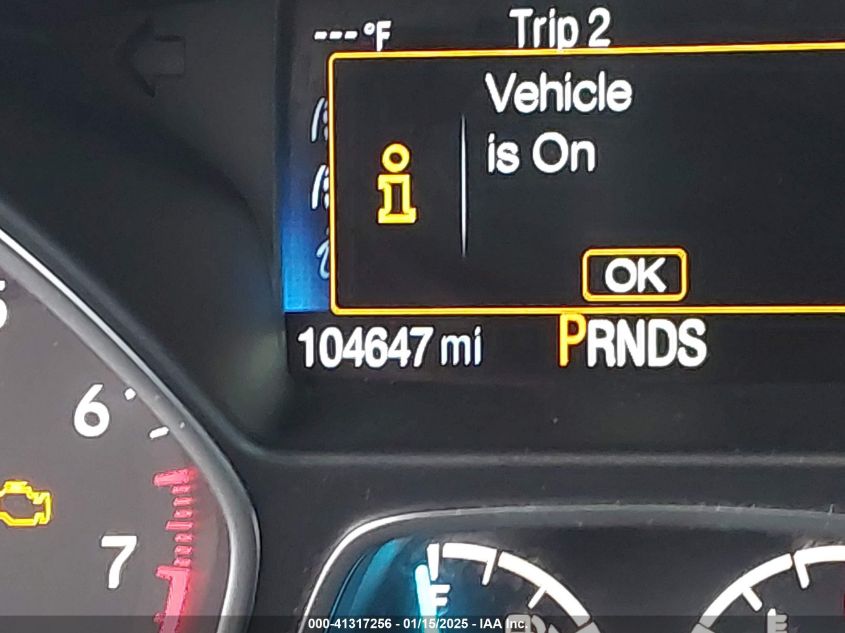 ---°F
Trip 2
Vehicle
is On
i
OK
104647 mi
PRNDS
6
7
F
E
000-41317256 - 01/15/2025 - IAA Inc.